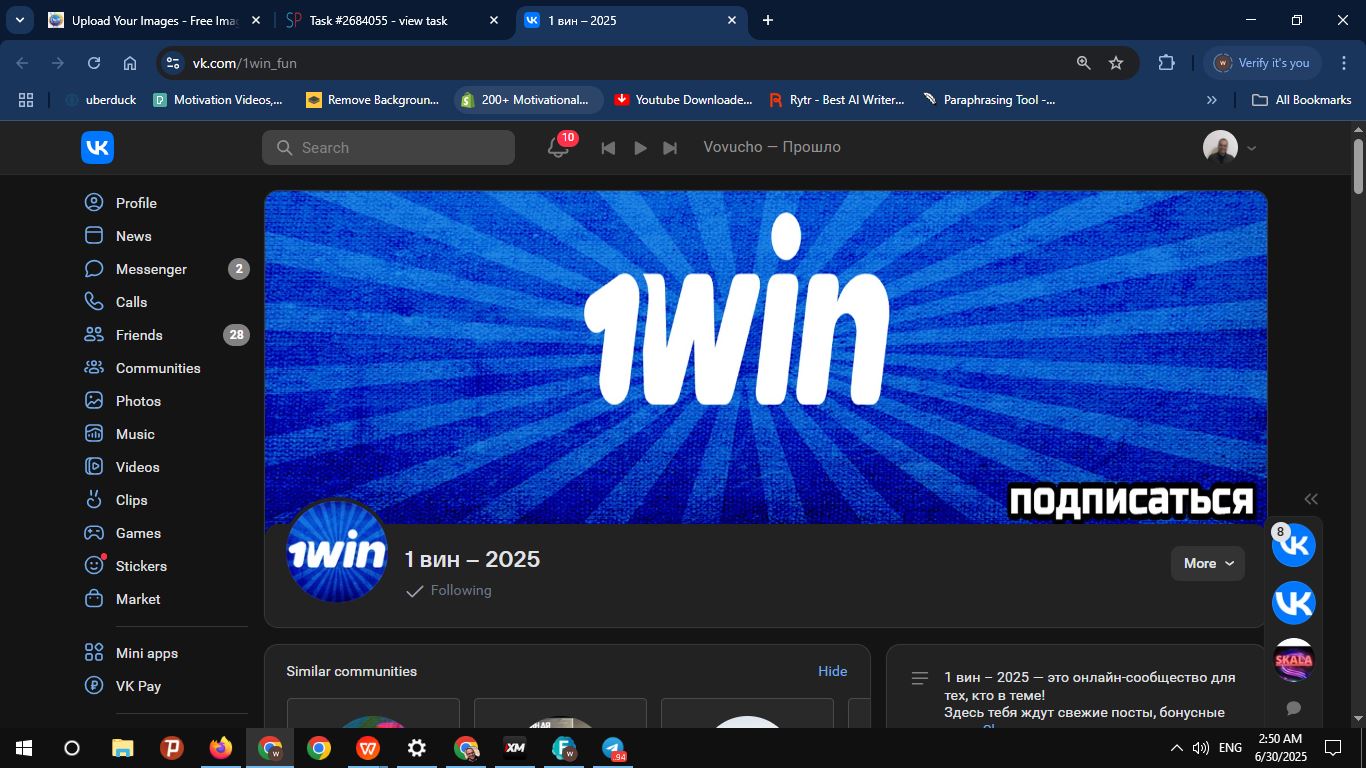 Upload Your Images - Free Imag
Task #2684055 - view task
1 вин – 2025
vk.com/1win_fun
Verify it's you
uberduck
Motivation Videos,...
Remove Backgroun...
200+ Motivational...
Youtube Downloade...
Rytr - Best AI Writer...
Paraphrasing Tool -...
All Bookmarks
Search
10
Vovucho — Прошло
Profile
News
Messenger 2
Calls
Friends 28
Communities
Photos
Music
Videos
Clips
Games
Stickers
Market
Mini apps
VK Pay
1win
ПОДПИСАТЬСЯ
1win
1 вин – 2025
Following
More
8
SKALA
Similar communities
Hide
1 вин – 2025 — это онлайн-сообщество для
тех, кто в теме!
Здесь тебя ждут свежие посты, бонусные
XM
94
ENG
2:50 AM
6/30/2025